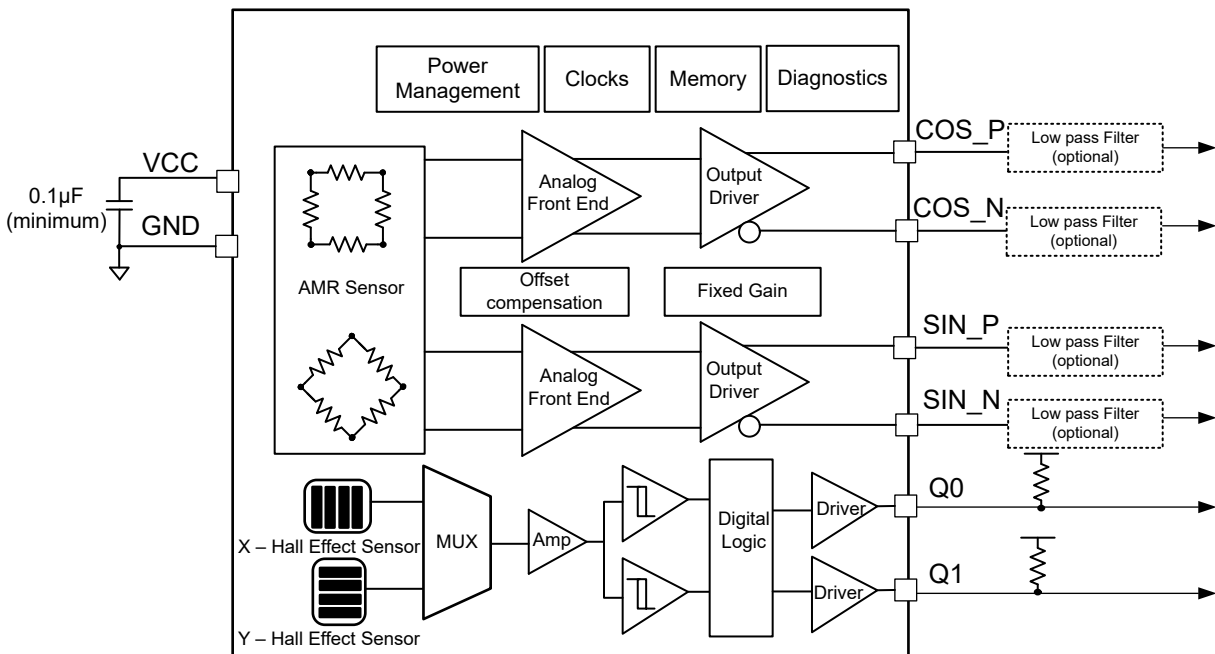 Power
Management
Clocks
Memory
Diagnostics
VCC
0.1µF
(minimum)
GND
AMR Sensor
Analog
Front End
Output
Driver
COS_P
Low pass Filter
(optional)
COS_N
Low pass Filter
(optional)
Offset
compensation
Fixed Gain
Analog
Front End
Output
Driver
SIN_P
Low pass Filter
(optional)
SIN_N
Low pass Filter
(optional)
X – Hall Effect Sensor
Y – Hall Effect Sensor
MUX
Amp
Digital
Logic
Driver
Driver
Q0
Q1